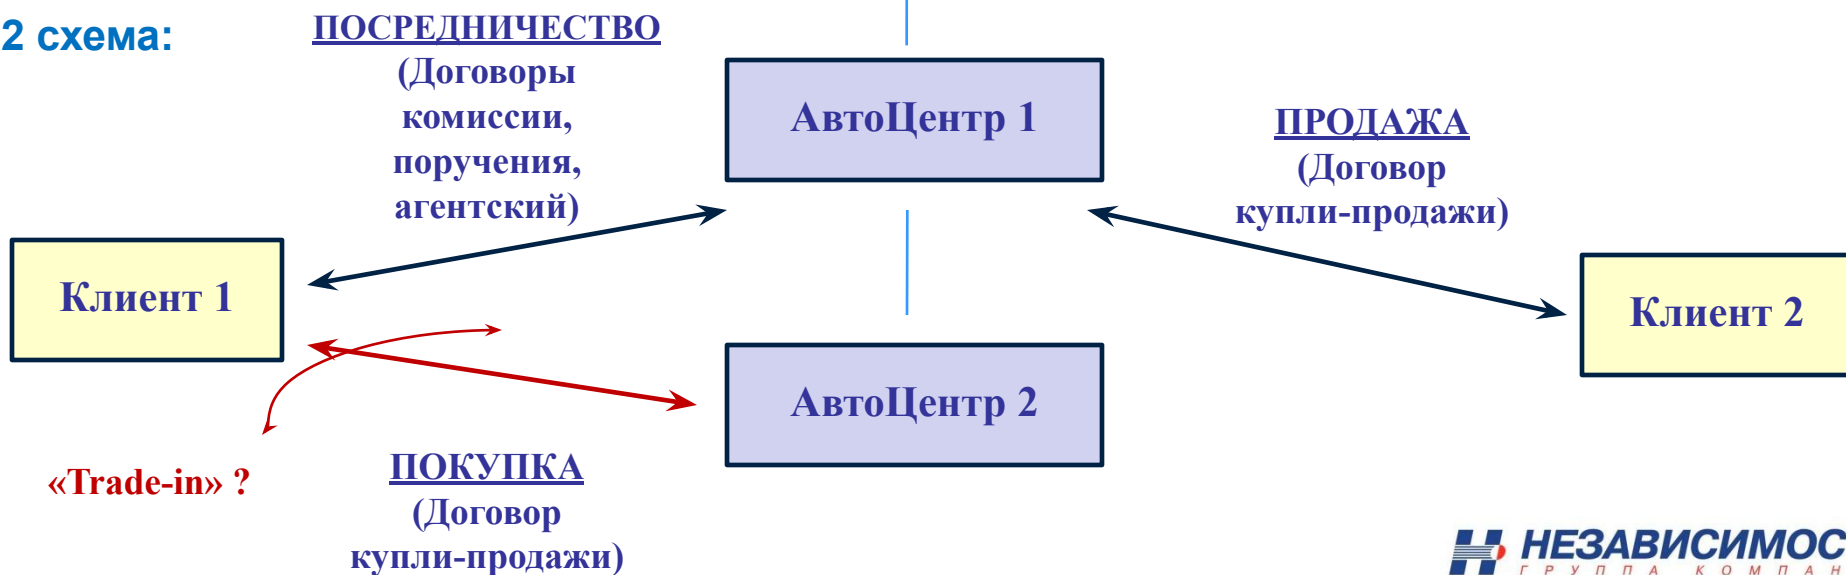 2 схема:
ПОСРЕДНИЧЕСТВО
(Договоры
комиссии,
поручения,
агентский)
АвтоЦентр 1
ПРОДАЖА
(Договор
купли-продажи)
Клиент 1
Клиент 2
АвтоЦентр 2
«Trade-in» ?
ПОКУПКА
(Договор
купли-продажи)
НЕЗАВИСИМОС
ГРУППА КОМПАН